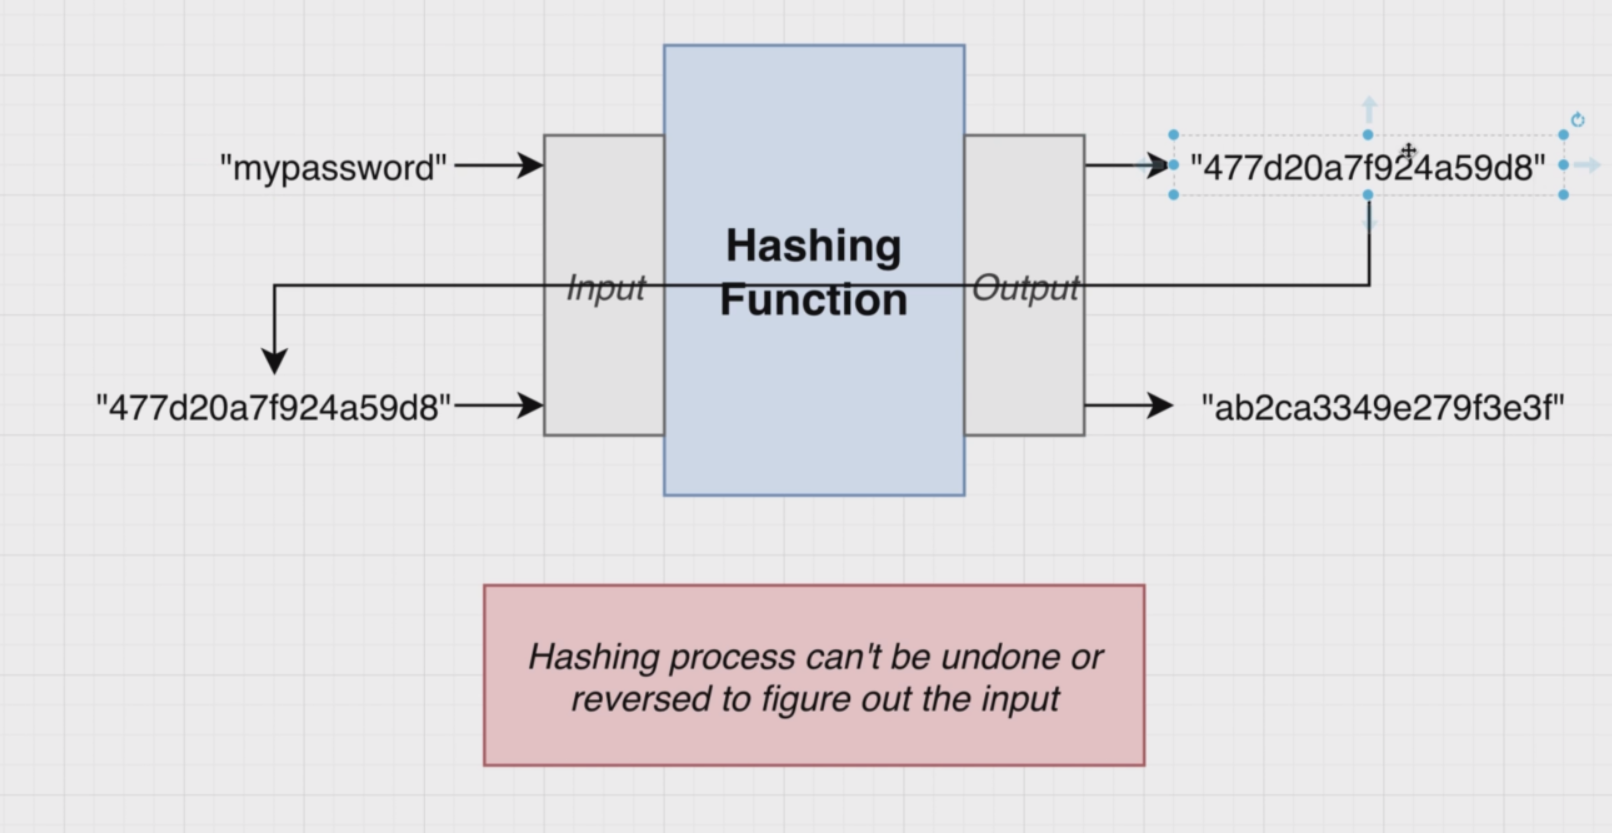 "mypassword"
"477d20a7f924a59d8"
Hashing
Function
Input
Output
"477d20a7f924a59d8"
"ab2ca3349e279f3e3f"
Hashing process can't be undone or
reversed to figure out the input